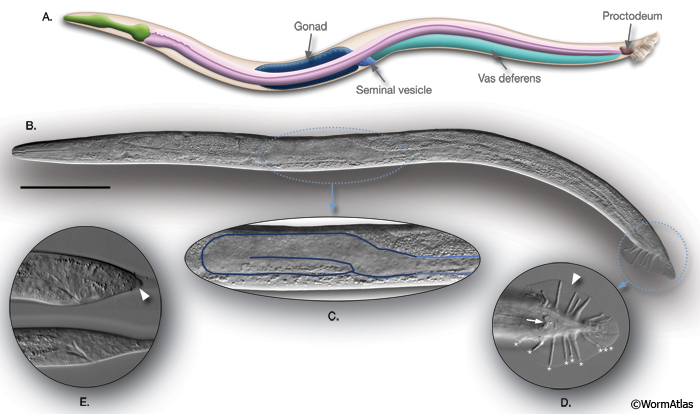 A.
Gonad
Proctodeum
Seminal vesicle
Vas deferens
B.
C.
E.
D.
©WormAtlas